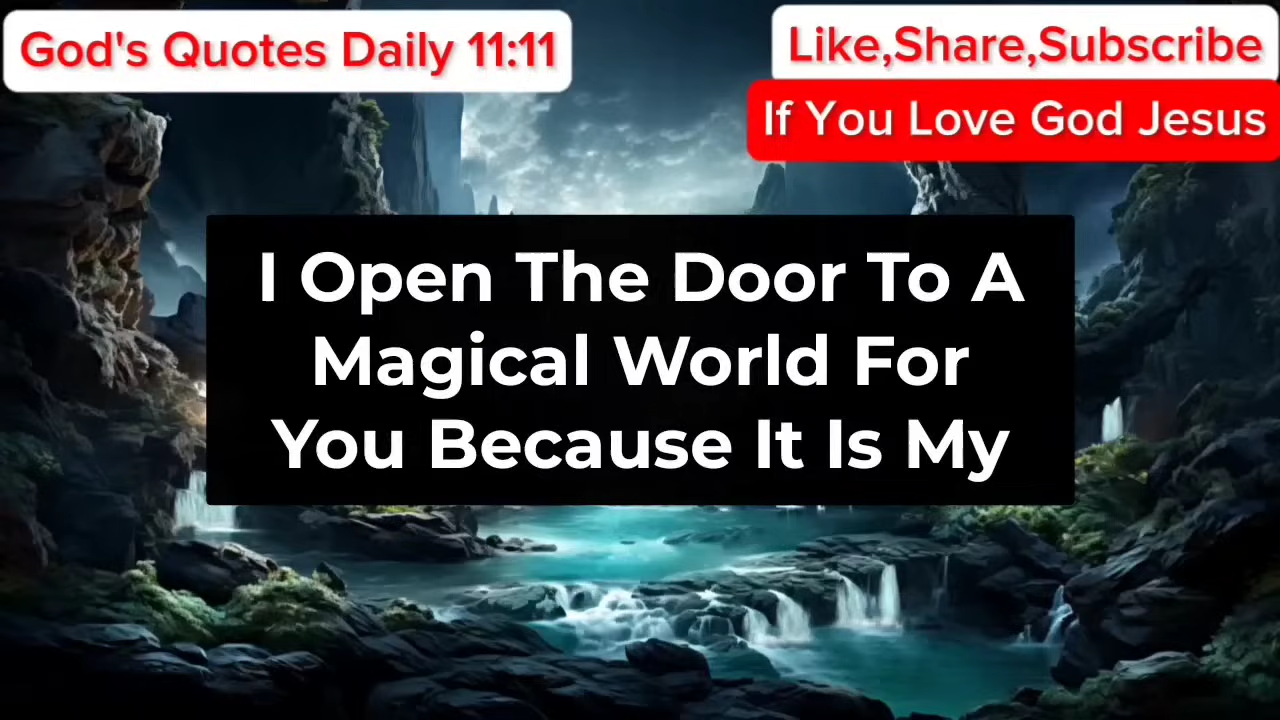 God's Quotes Daily 11:11
Like,Share,Subscribe
If You Love God Jesus
I Open The Door To A
Magical World For
You Because It Is My